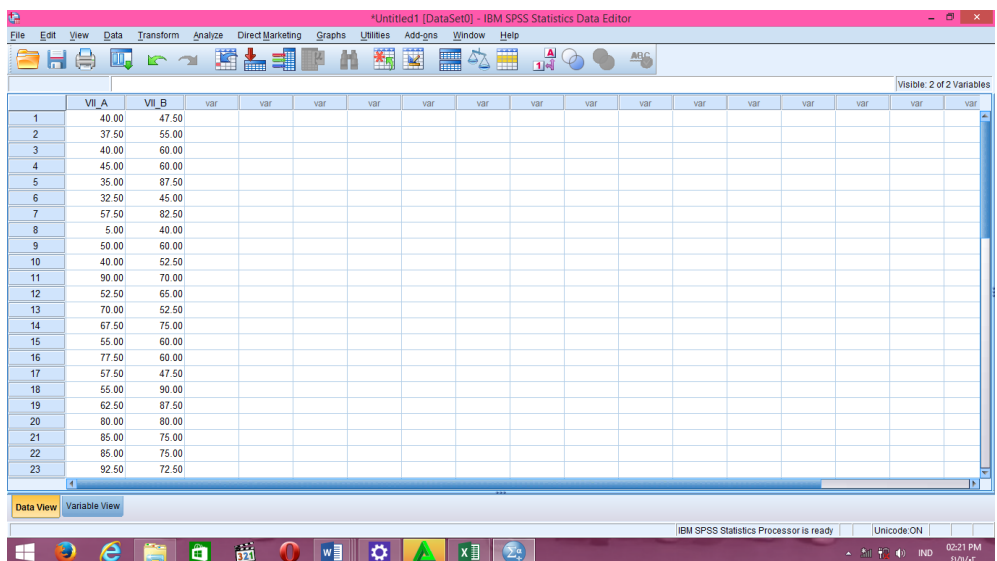 *Untitled1 [DataSet0] - IBM SPSS Statistics Data Editor
File Edit View Data Transform Analyze Direct Marketing Graphs Utilities Add-ons Window Help
Visible: 2 of 2 Variables
VII_A VII_B var var var var var var var var var var var var var var var
1 40.00 47.50
2 37.50 55.00
3 40.00 60.00
4 45.00 60.00
5 35.00 87.50
6 32.50 45.00
7 57.50 82.50
8 5.00 40.00
9 50.00 60.00
10 40.00 52.50
11 90.00 70.00
12 52.50 65.00
13 70.00 52.50
14 67.50 75.00
15 55.00 60.00
16 77.50 60.00
17 57.50 47.50
18 55.00 90.00
19 62.50 87.50
20 80.00 80.00
21 85.00 75.00
22 85.00 75.00
23 92.50 72.50
Data View Variable View
IBM SPSS Statistics Processor is ready Unicode:ON
321 IND 02:21 PM